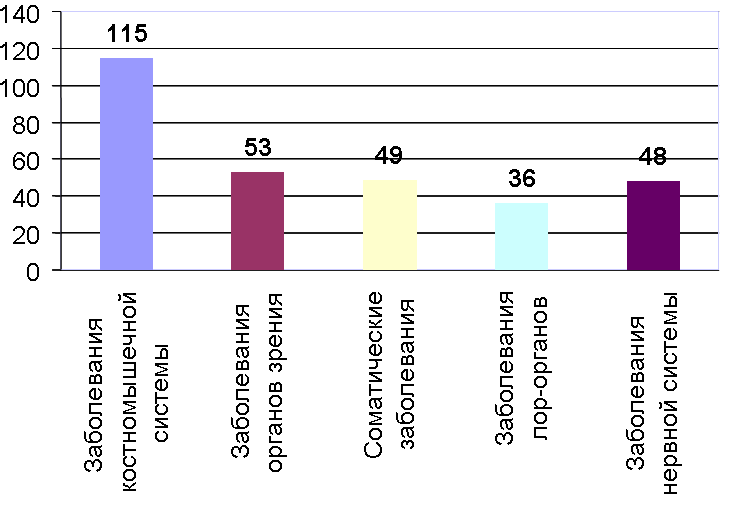 140
120
100
80
60
40
20
0
115
53
49
36
48
Заболевания
костномышечной
системы
Заболевания
органов зрения
Соматические
заболевания
Заболевания
лор-органов
Заболевания
нервной системы